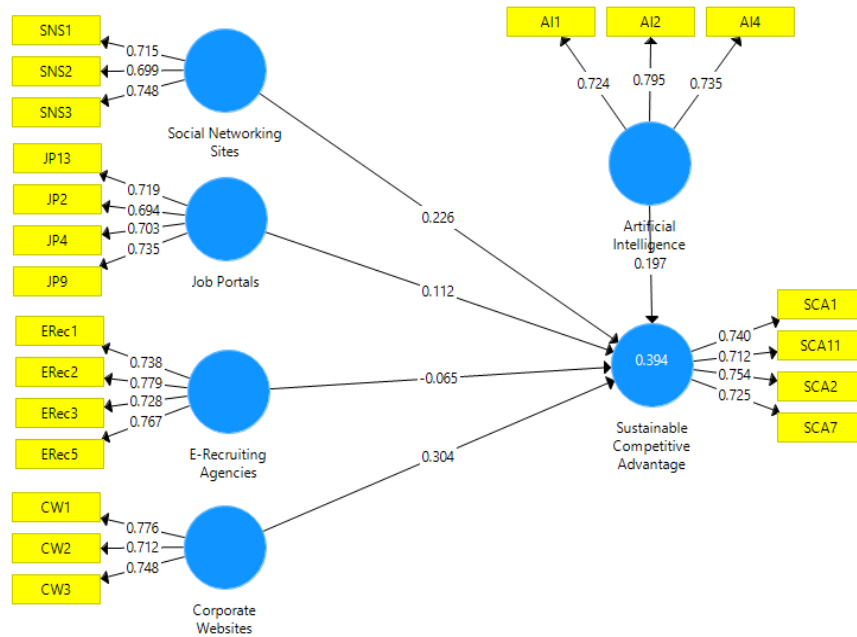 SNS1
SNS2
SNS3
0.715
0.699
0.748
Social Networking
Sites
JP13
JP2
JP4
JP9
0.719
0.694
0.703
0.735
Job Portals
ERec1
ERec2
ERec3
ERec5
0.738
0.779
0.728
0.767
E-Recruiting
Agencies
CW1
CW2
CW3
0.776
0.712
0.748
Corporate
Websites
0.226
0.112
-0.065
0.304
AI1
AI2
AI4
0.724
0.795
0.735
Artificial
Intelligence
0.197
0.394
Sustainable
Competitive
Advantage
0.740
0.712
0.754
0.725
SCA1
SCA11
SCA2
SCA7